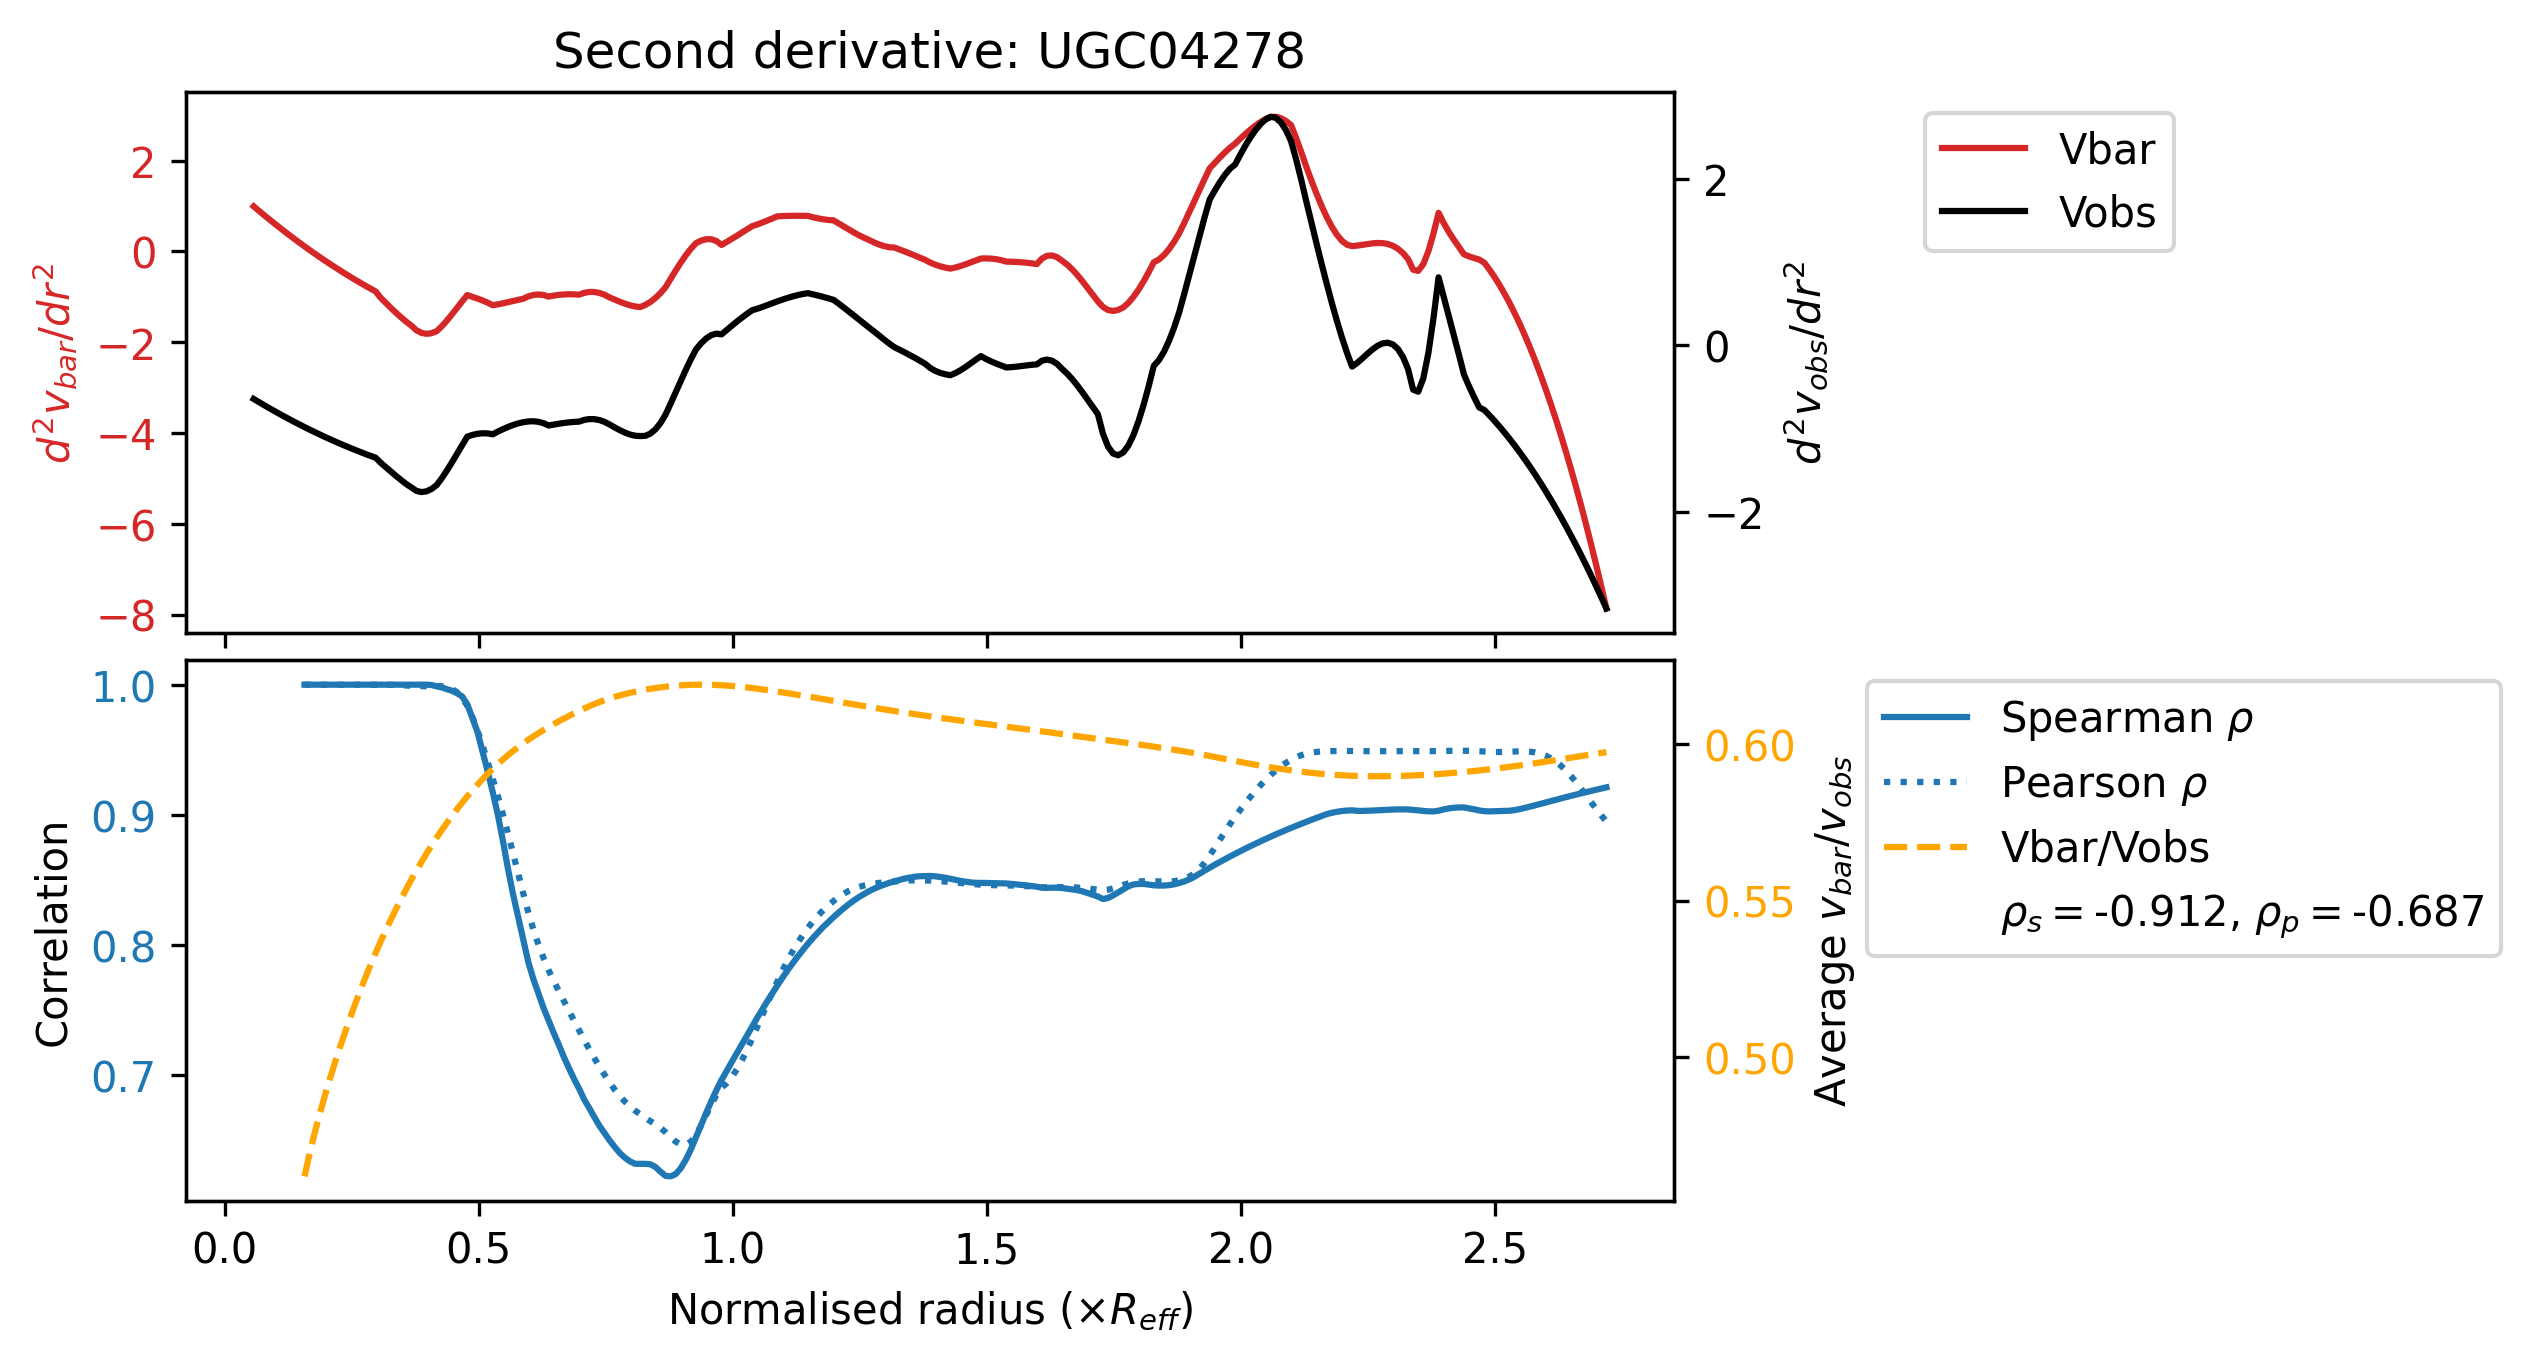 Second derivative: UGC04278
d²v_bar/dr²
2
0
−2
−4
−6
−8
2
0
−2
d²v_obs/dr²
Vbar
Vobs
Correlation
1.0
0.9
0.8
0.7
0.60
0.55
0.50
Average v_bar/v_obs
Spearman ρ
Pearson ρ
Vbar/Vobs
ρ_s = -0.912, ρ_p = -0.687
0.0 0.5 1.0 1.5 2.0 2.5
Normalised radius (×R_eff)